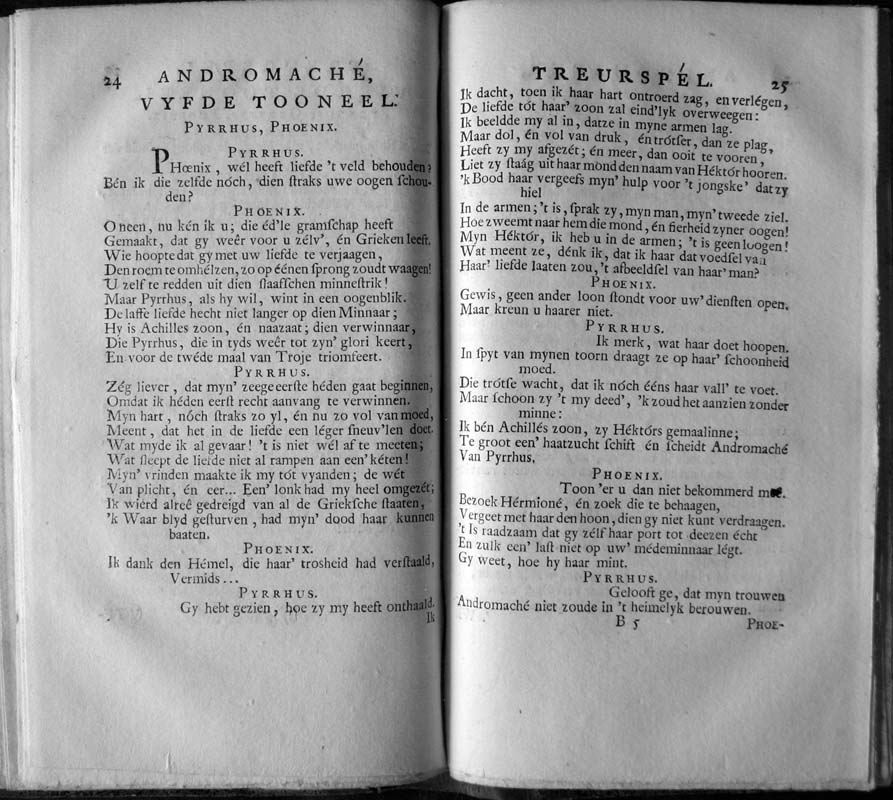 24 ANDROMACHÉ,
VYFDE TOONEEL.
PYRRHUS, PHOENIX.
PYRRHUS.
PHœnix, wél heeft liefde 't veld behouden?
Bén ik die zelfde nóch, dien ſtraks uwe oogen ſchou-
den?
PHOENIX.
O neen, nu kén ik u; die éd'le gramſchap heeft
Gemaakt, dat gy weêr voor u zélv', én Grieken leeft.
Wie hoopte dat gy met uw liefde te verjaagen,
Den roem te omhélzen, zo op éénen ſprong zoudt waagen!
U zelf te redden uit dien ſlaaffchen minneſtrik!
Maar Pyrrhus, als hy wil, wint in een oogenblik.
De laffe liefde hecht niet langer op dien Minnaar;
Hy is Achilles zoon, én naazaat; dien verwinnaar,
Die Pyrrhus, die in tyds weêr tot zyn' glori keert,
En voor de twéde maal van Troje triomfeert.
PYRRHUS.
Zég liever, dat myn' zeege eerſte héden gaat beginnen,
Omdat ik héden eerſt recht aanvang te verwinnen.
Myn hart, nóch ſtraks zo yl, én nu zo vol van moed,
Meent, dat het in de liefde een léger ſneuv'len doet.
Wat myde ik al gevaar! 't is niet wél af te meeten;
Wat ſleept de liefde niet al rampen aan een' kéten!
Myn' vrinden maakte ik my tót vyanden; de wét
Van plicht, én eer... Een' lonk had my heel omgezét;
Ik wiérd alreê gedreigd van al de Griekſche ſtaaten,
'k Waar blyd geſturven, had myn' dood haar kunnen
baaten.
PHOENIX.
Ik dank den Hémel, die haar' trosheid had verſtaald,
Vermids...
PYRRHUS.
Gy hebt gezien, hoe zy my heeft onthaald.
Ik
TREURSPÉL. 25
Ik dacht, toen ik haar hart ontroerd zag, en verlégen,
De liefde tót haar' zoon zal eind'lyk overweegen:
Ik beeldde my al in, datze in myne armen lag.
Maar dol, én vol van druk, én trótſer, dan ze plag,
Heeft zy my afgezét; én meer, dan ooit te vooren,
Liet zy ſtaâg uit haar mond den naam van Héktór hooren.
'k Bood haar vergeefs myn' hulp voor 't jongske' dat zy
hiel
In de armen; 't is, ſprak zy, myn man, myn' tweede ziel.
Hoe zweemt naar hem die mond, én fierheid zyner oogen!
Myn Héktór, ik heb u in de armen; 't is geen loogen!
Wat meent ze, dénk ik, dat ik haar dat voedſel van
Haar' liefde laaten zou, 't afbeeldſel van haar' man?
PHOENIX.
Gewis, geen ander loon ſtondt voor uw' dienſten open.
Maar kreun u haarer niet.
PYRRHUS.
Ik merk, wat haar doet hoopen.
In ſpyt van mynen toorn draagt ze op haar' ſchoonheid
moed.
Die trótſe wacht, dat ik nóch ééns haar vall' te voet.
Maar ſchoon zy 't my deed', 'k zoud het aanzien zonder
minne:
Ik bén Achillés zoon, zy Héktórs gemaalinne;
Te groot een' haatzucht ſchift én ſcheidt Andromaché
Van Pyrrhus.
PHOENIX.
Toon 'er u dan niet bekommerd meê.
Bezoek Hérmioné, én zoek die te behaagen,
Vergeet met haar den hoon, dien gy niet kunt verdraagen.
't Is raadzaam dat gy zélf haar port tot deezen écht
En zulk een' laſt niet op uw' médeminnaar légt.
Gy weet, hoe hy haar mint.
PYRRHUS.
Gelooft ge, dat myn trouwen
Andromaché niet zoude in 't heimelyk berouwen.
B 5 PHOE-